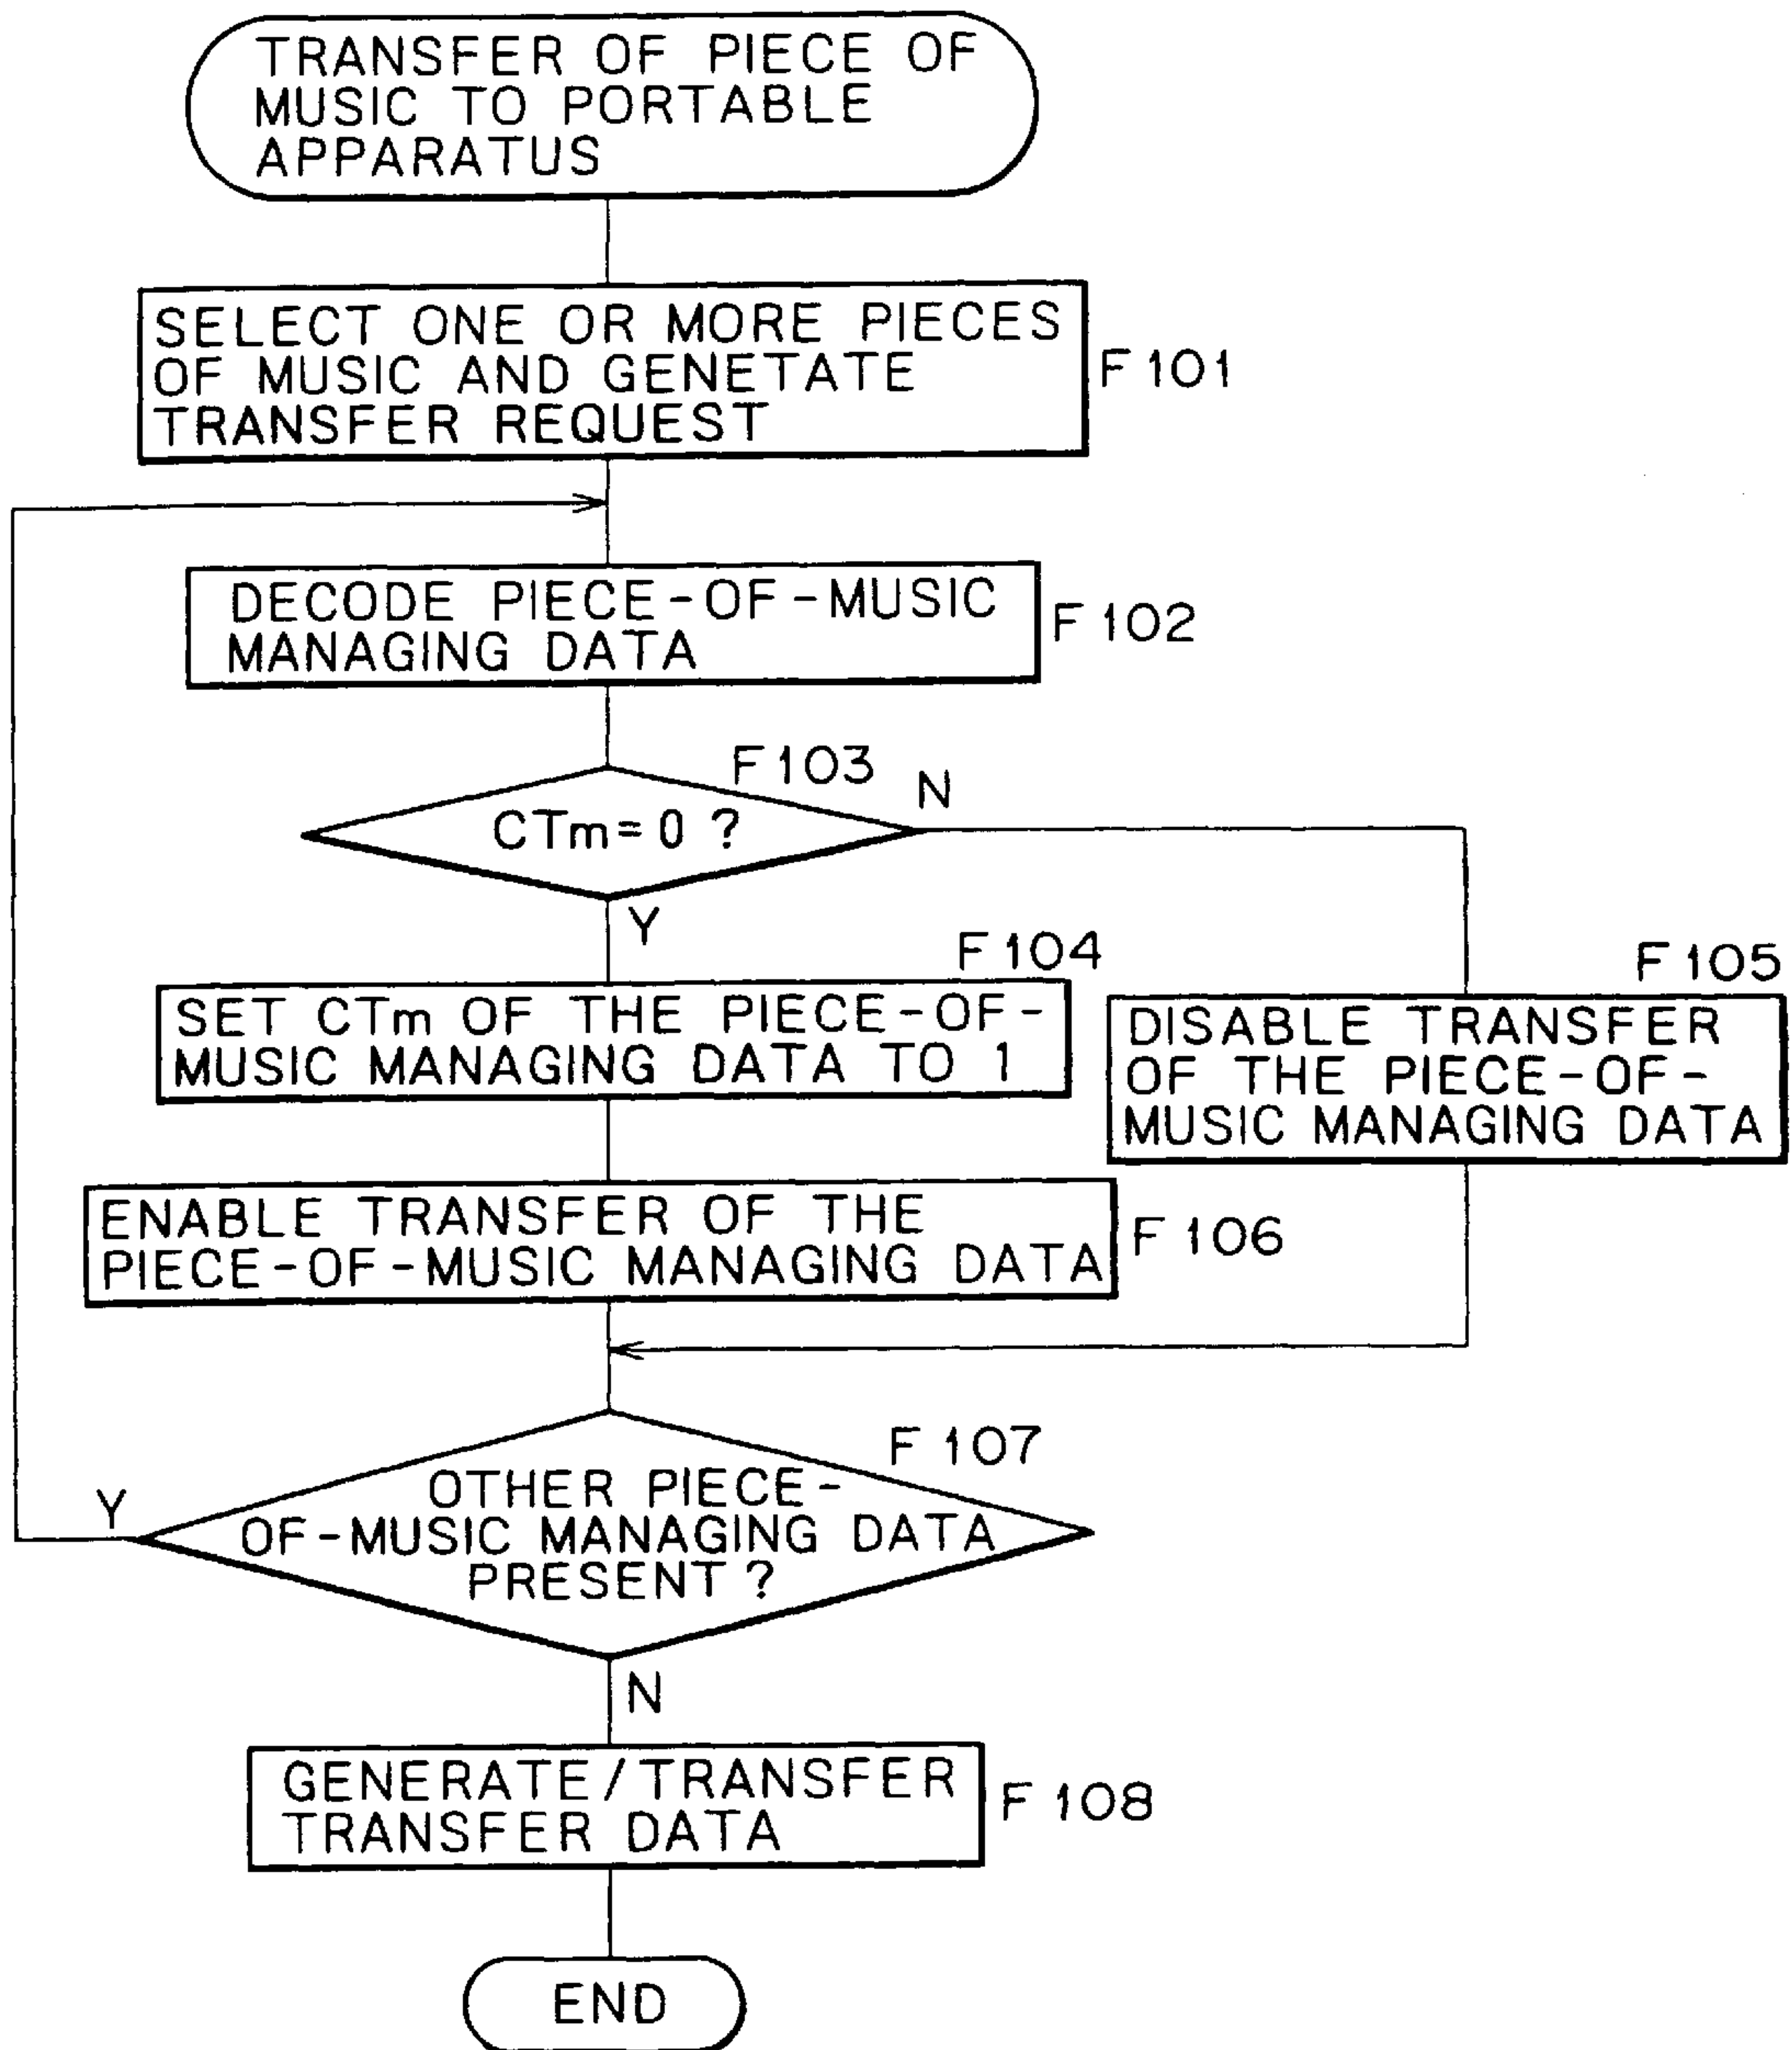 TRANSFER OF PIECE OF
MUSIC TO PORTABLE
APPARATUS
SELECT ONE OR MORE PIECES
OF MUSIC AND GENETATE
TRANSFER REQUEST
F101
DECODE PIECE-OF-MUSIC
MANAGING DATA
F102
F103
N
CTm=0 ?
Y
F104
SET CTm OF THE PIECE-OF-
MUSIC MANAGING DATA TO 1
F105
DISABLE TRANSFER
OF THE PIECE-OF-
MUSIC MANAGING DATA
ENABLE TRANSFER OF THE
PIECE-OF-MUSIC MANAGING DATA
F106
F107
Y
OTHER PIECE-
OF-MUSIC MANAGING DATA
PRESENT ?
N
GENERATE/TRANSFER
TRANSFER DATA
F108
END